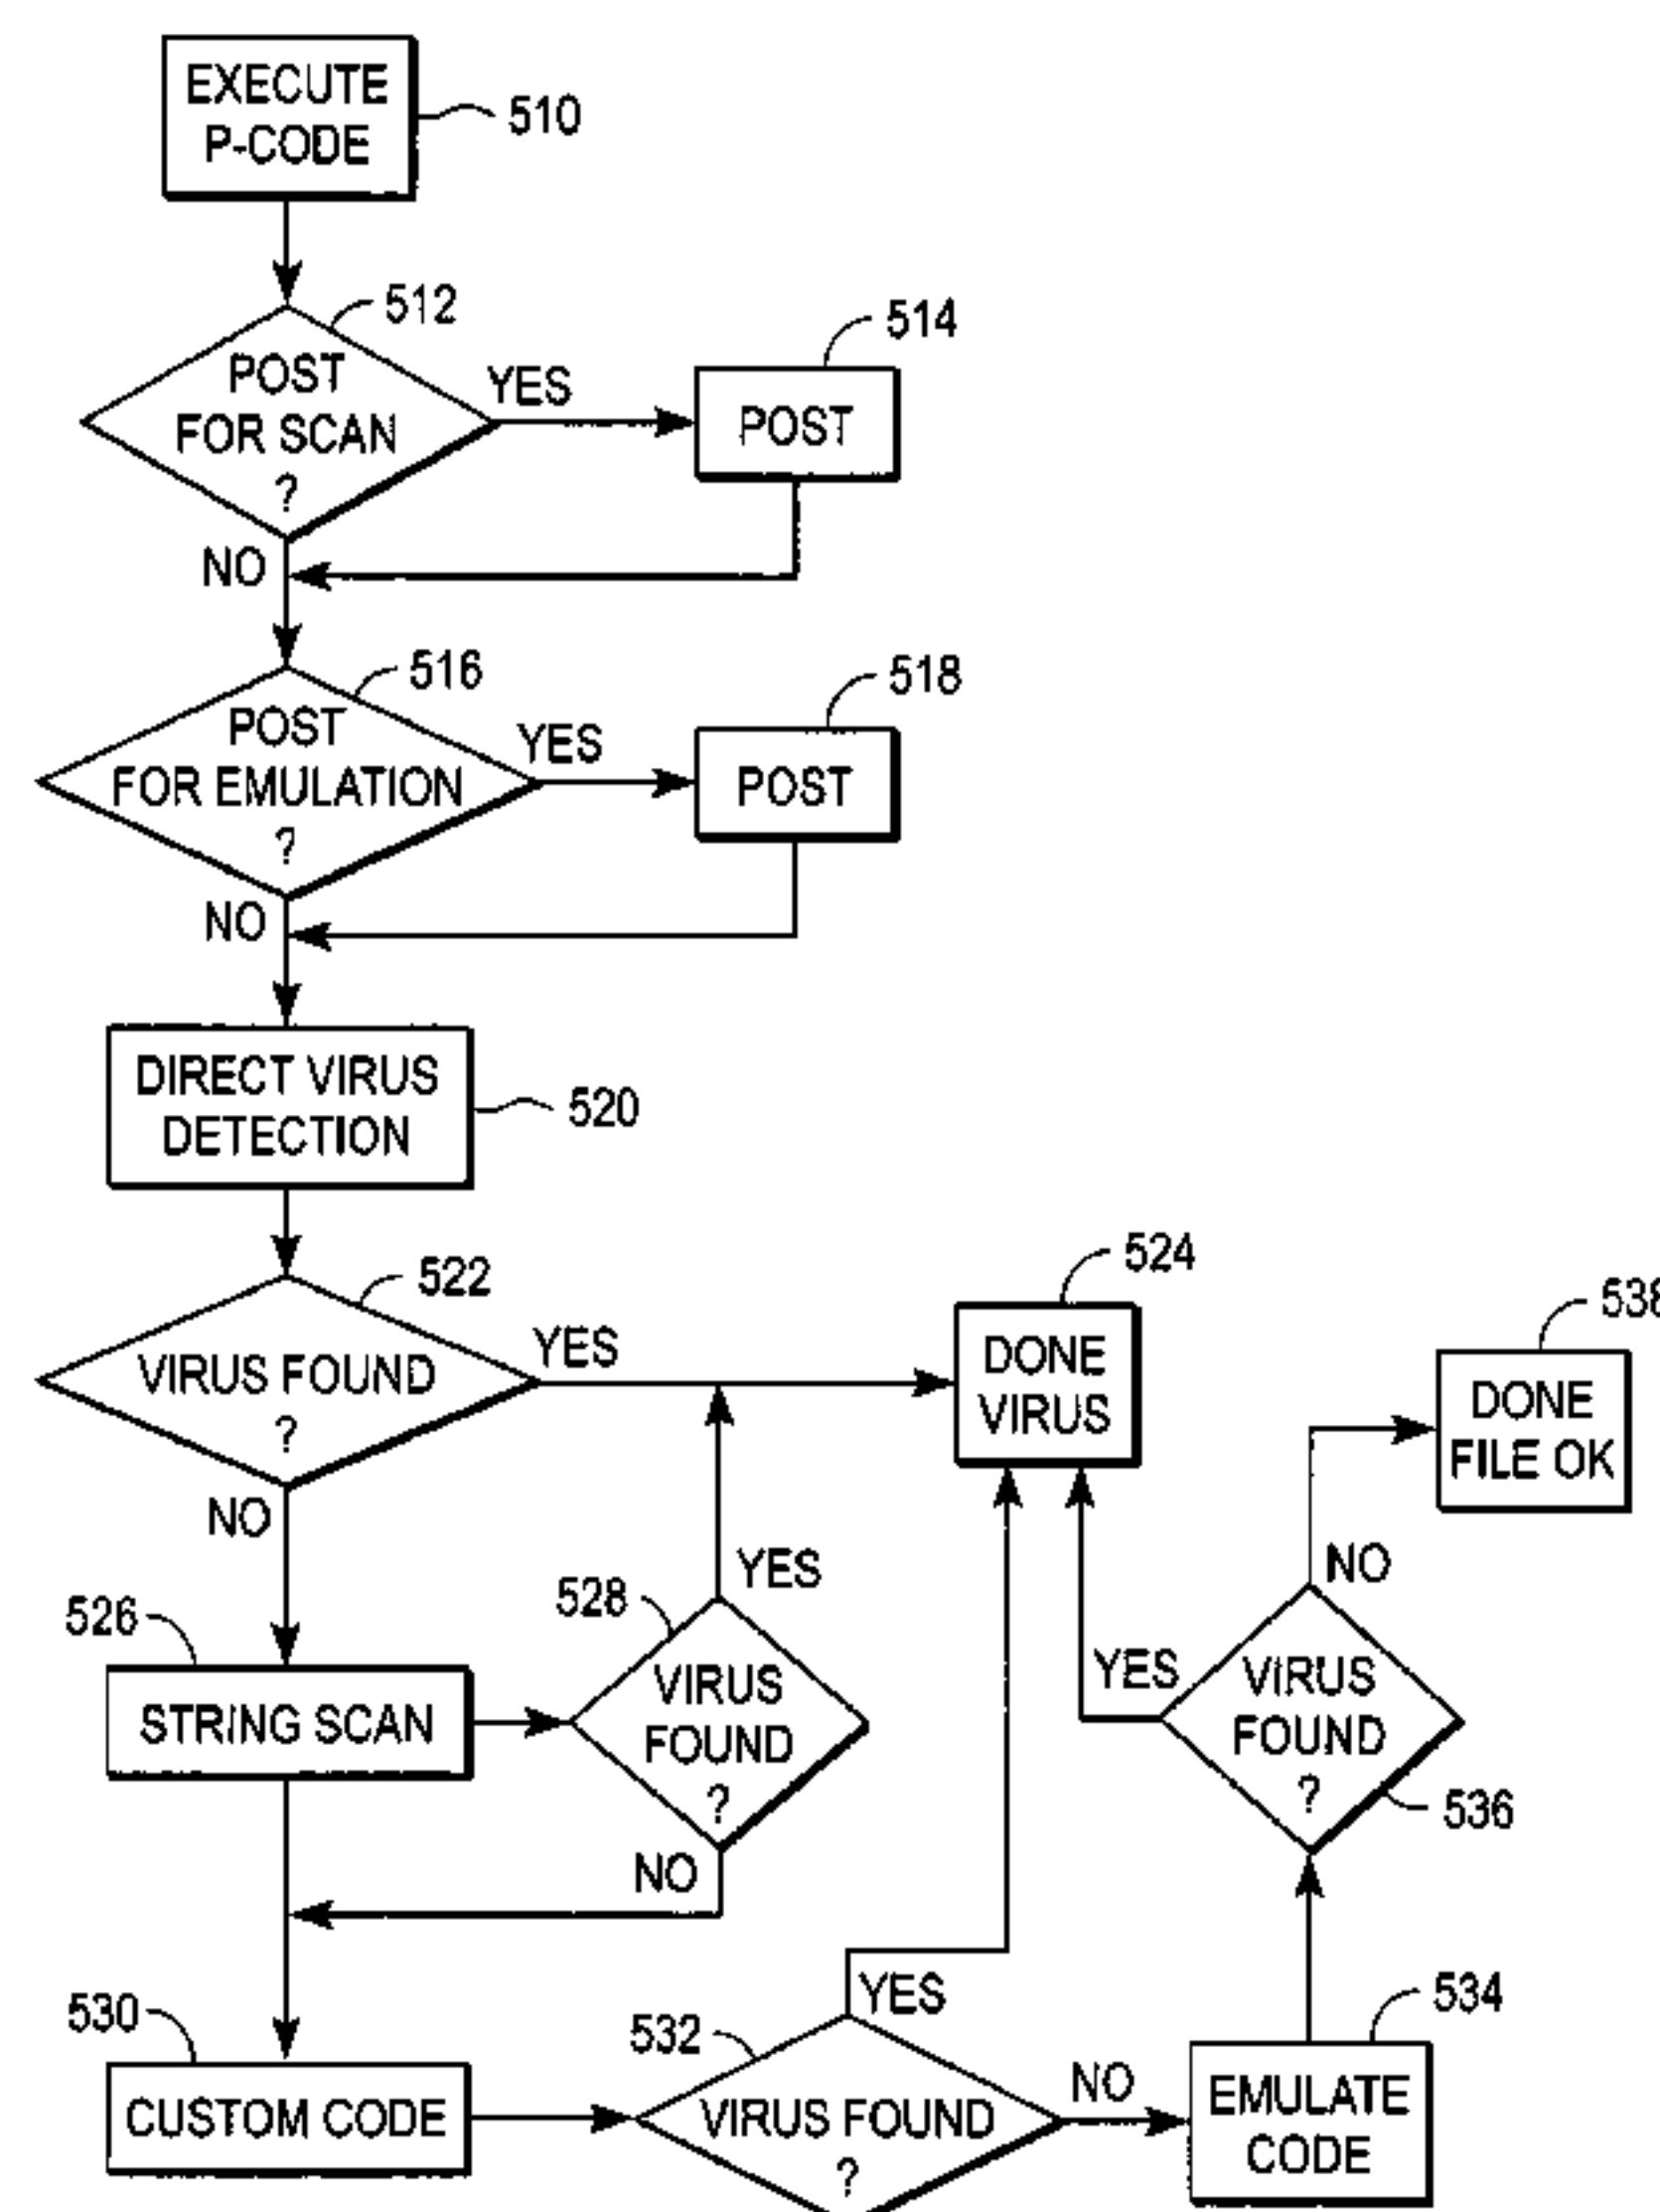 EXECUTE
P-CODE
510
512
POST
FOR SCAN
?
YES
514
POST
NO
516
POST
FOR EMULATION
?
YES
518
POST
NO
DIRECT VIRUS
DETECTION
520
522
VIRUS FOUND
?
YES
524
DONE
VIRUS
538
DONE
FILE OK
NO
526
STRING SCAN
528
YES
VIRUS
FOUND
?
NO
YES
NO
VIRUS
FOUND
?
536
530
CUSTOM CODE
532
YES
VIRUS FOUND
?
NO
534
EMULATE
CODE